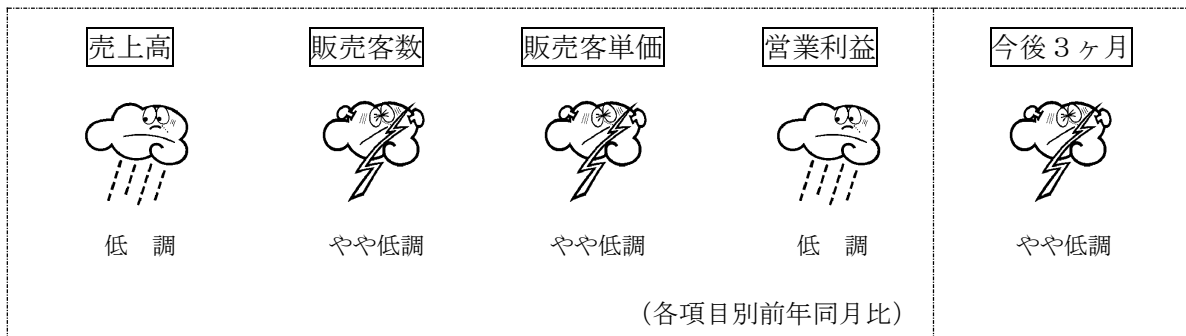 売上高 販売客数 販売客単価 営業利益 今後３ヶ月
低　調 やや低調 やや低調 低　調 やや低調
（各項目別前年同月比）